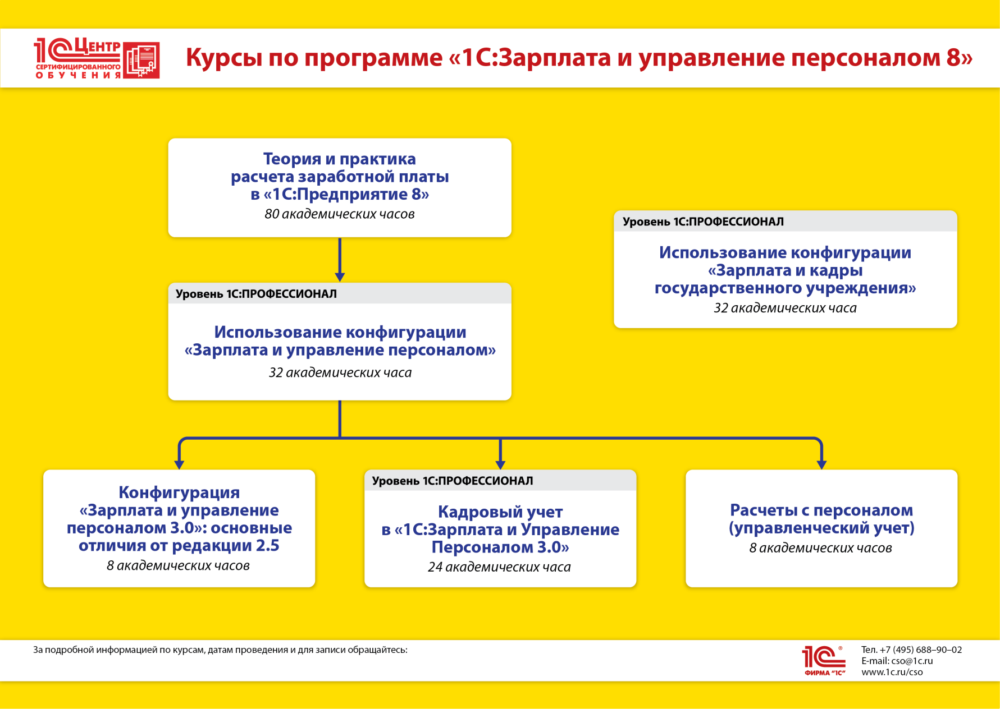 1С ЦЕНТР
СЕРТИФИЦИРОВАННОГО
ОБУЧЕНИЯ
Курсы по программе «1С:Зарплата и управление персоналом 8»
Теория и практика
расчета заработной платы
в «1С:Предприятие 8»
80 академических часов
Уровень 1С:ПРОФЕССИОНАЛ
Использование конфигурации
«Зарплата и кадры
государственного учреждения»
32 академических часа
Уровень 1С:ПРОФЕССИОНАЛ
Использование конфигурации
«Зарплата и управление персоналом»
32 академических часа
Конфигурация
«Зарплата и управление
персоналом 3.0»: основные
отличия от редакции 2.5
8 академических часов
Уровень 1С:ПРОФЕССИОНАЛ
Кадровый учет
в «1С:Зарплата и Управление
Персоналом 3.0»
24 академических часа
Расчеты с персоналом
(управленческий учет)
8 академических часов
За подробной информацией по курсам, датам проведения и для записи обращайтесь:
1С®
ФИРМА "1С"
Тел. +7 (495) 688–90–02
E-mail: cso@1c.ru
www.1c.ru/cso